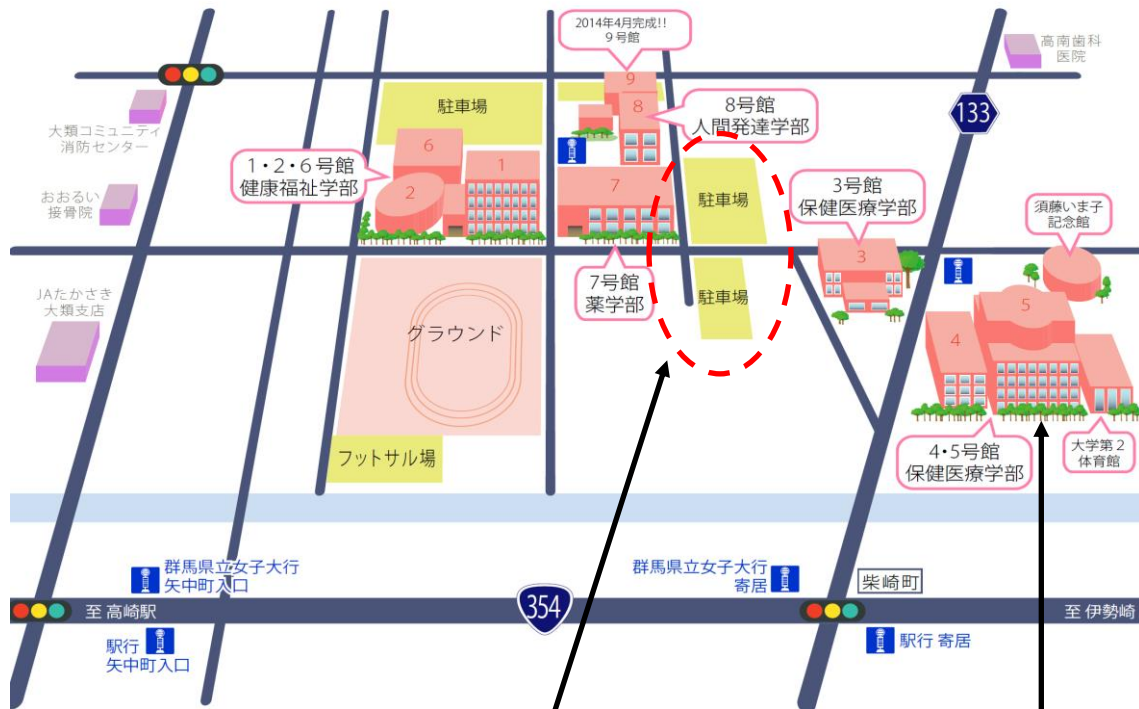 2014年4月完成!!
9号館
高南歯科
医院
9
駐車場
8
8号館
人間発達学部
133
大類コミュニティ
消防センター
1・2・6号館
健康福祉学部
6
1
2
7
駐車場
3号館
保健医療学部
おおるい
接骨院
須藤いま子
記念館
3
7号館
薬学部
駐車場
JAたかさき
大類支店
グラウンド
5
4
フットサル場
4・5号館
保健医療学部
大学第2
体育館
群馬県立女子大行
矢中町入口
群馬県立女子大行
寄居
柴崎町
至 高崎駅
354
至 伊勢崎
駅行
矢中町入口
駅行 寄居